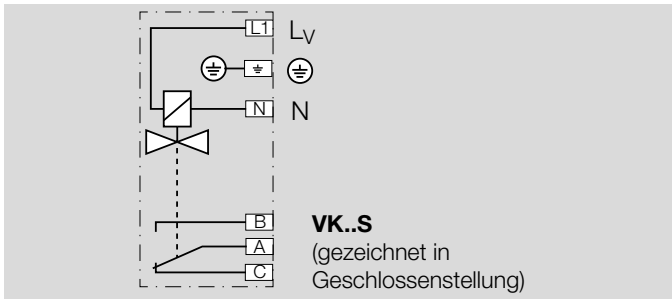 L1 LV
N N
B VK..S
A (gezeichnet in
C Geschlossenstellung)